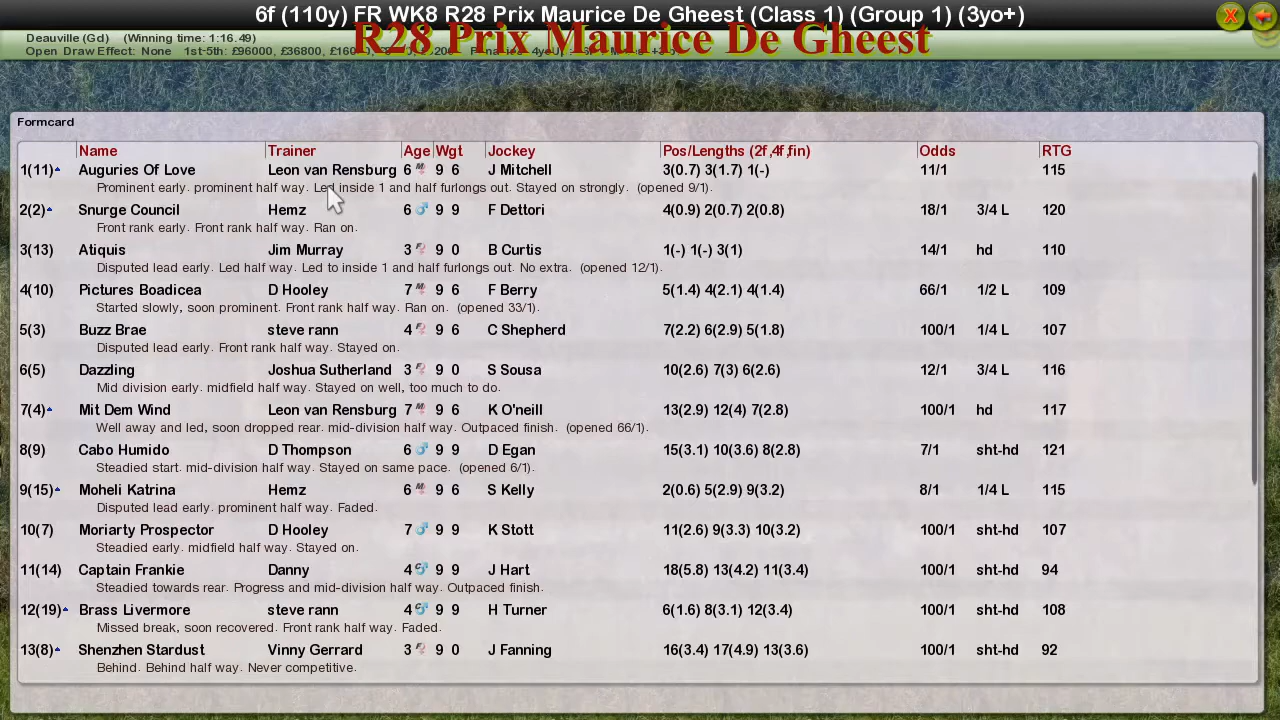 6f (110y) FR WK8 R28 Prix Maurice De Gheest (Class 1) (Group 1) (3yo+)
R28 Prix Maurice De Gheest
Deauville (Gd) (Winning time: 1:16.49)
Open Draw Effect: None 1st-5th: £96000, £36800,
Formcard
Name Trainer Age Wgt Jockey Pos/Lengths (2f,4f,fin) Odds RTG
1(11) Auguries Of Love Leon van Rensburg 6 9 6 J Mitchell 3(0.7) 3(1.7) 1(-) 11/1 115
Prominent early. prominent half way. Led inside 1 and half furlongs out. Stayed on strongly. (opened 9/1).
2(2) Snurge Council Hemz 6 9 9 F Dettori 4(0.9) 2(0.7) 2(0.8) 18/1 3/4 L 120
Front rank early. Front rank half way. Ran on.
3(13) Atiquis Jim Murray 3 9 0 B Curtis 1(-) 1(-) 3(1) 14/1 hd 110
Disputed lead early. Led half way. Led to inside 1 and half furlongs out. No extra. (opened 12/1).
4(10) Pictures Boadicea D Hooley 7 9 6 F Berry 5(1.4) 4(2.1) 4(1.4) 66/1 1/2 L 109
Started slowly, soon prominent. Front rank half way. Ran on. (opened 33/1).
5(3) Buzz Brae steve rann 4 9 6 C Shepherd 7(2.2) 6(2.9) 5(1.8) 100/1 1/4 L 107
Disputed lead early. Front rank half way. Stayed on.
6(5) Dazzling Joshua Sutherland 3 9 0 S Sousa 10(2.6) 7(3) 6(2.6) 12/1 3/4 L 116
Mid division early. midfield half way. Stayed on well, too much to do.
7(4) Mit Dem Wind Leon van Rensburg 7 9 6 K O'neill 13(2.9) 12(4) 7(2.8) 100/1 hd 117
Well away and led, soon dropped rear. mid-division half way. Outpaced finish. (opened 66/1).
8(9) Cabo Humido D Thompson 6 9 9 D Egan 15(3.1) 10(3.6) 8(2.8) 7/1 sht-hd 121
Steadied start. mid-division half way. Stayed on same pace. (opened 6/1).
9(15) Moheli Katrina Hemz 6 9 6 S Kelly 2(0.6) 5(2.9) 9(3.2) 8/1 1/4 L 115
Disputed lead early. prominent half way. Faded.
10(7) Moriarty Prospector D Hooley 7 9 9 K Stott 11(2.6) 9(3.3) 10(3.2) 100/1 sht-hd 107
Steadied early. midfield half way. Stayed on.
11(14) Captain Frankie Danny 4 9 9 J Hart 18(5.8) 13(4.2) 11(3.4) 100/1 sht-hd 94
Steadied towards rear. Progress and mid-division half way. Outpaced finish.
12(19) Brass Livermore steve rann 4 9 9 H Turner 6(1.6) 8(3.1) 12(3.4) 100/1 sht-hd 108
Missed break, soon recovered. Front rank half way. Faded.
13(8) Shenzhen Stardust Vinny Gerrard 3 9 0 J Fanning 16(3.4) 17(4.9) 13(3.6) 100/1 sht-hd 92
Behind. Behind half way. Never competitive.